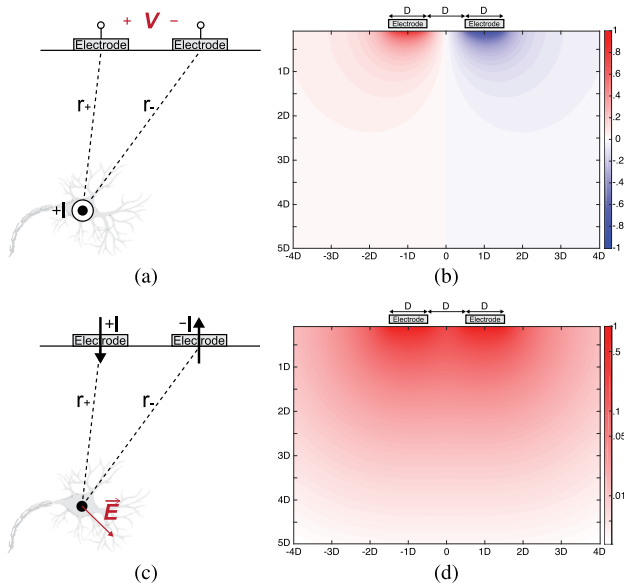 + V -
Electrode Electrode
r+ r-
+I
(a)
D D D
Electrode Electrode
1D
2D
3D
4D
5D
-4D -3D -2D -1D 0 1D 2D 3D 4D
1
.8
.6
.4
.2
0
-.2
-.4
-.6
-.8
-1
(b)
+I -I
Electrode Electrode
r+ r-
E
(c)
D D D
Electrode Electrode
1D
2D
3D
4D
5D
-4D -3D -2D -1D 0 1D 2D 3D 4D
1
.5
.1
.05
.01
(d)